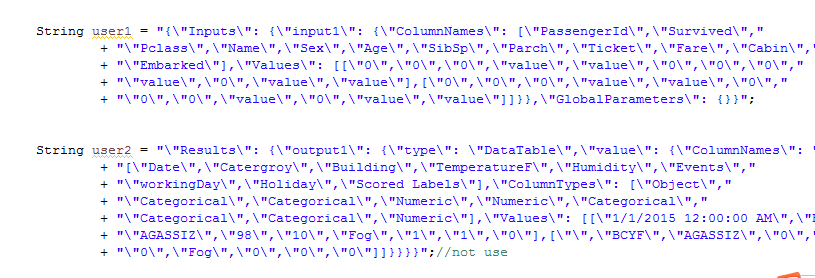 String user1 = "{\"Inputs\": {\"input1\": {\"ColumnNames\": [\"PassengerId\",\"Survived\","
+ "\"Pclass\",\"Name\",\"Sex\",\"Age\",\"SibSp\",\"Parch\",\"Ticket\",\"Fare\",\"Cabin\",
+ "\"Embarked\"],\"Values\": [[\"0\",\"0\",\"0\",\"value\",\"value\",\"0\",\"0\",\"0\","
+ "\"value\",\"0\",\"value\",\"value\"],[\"0\",\"0\",\"0\",\"value\",\"value\",\"0\","
+ "\"0\",\"0\",\"value\",\"0\",\"value\",\"value\"]]}},\"GlobalParameters\": {}}";
String user2 = "\"Results\": {\"output1\": {\"type\": \"DataTable\",\"value\": {\"ColumnNames\": "
+ "[\"Date\",\"Catergroy\",\"Building\",\"TemperatureF\",\"Humidity\",\"Events\","
+ "\"workingDay\",\"Holiday\",\"Scored Labels\"],\"ColumnTypes\": [\"Object\","
+ "\"Categorical\",\"Categorical\",\"Numeric\",\"Numeric\",\"Categorical\","
+ "\"Categorical\",\"Categorical\",\"Numeric\"],\"Values\": [[\"1/1/2015 12:00:00 AM\",\"
+ "\"AGASSIZ\",\"98\",\"10\",\"Fog\",\"1\",\"1\",\"0\"],[\"\",\"BCYF\",\"AGASSIZ\",\"0\",
+ "\"0\",\"Fog\",\"0\",\"0\",\"0\"]]}}}}";//not use